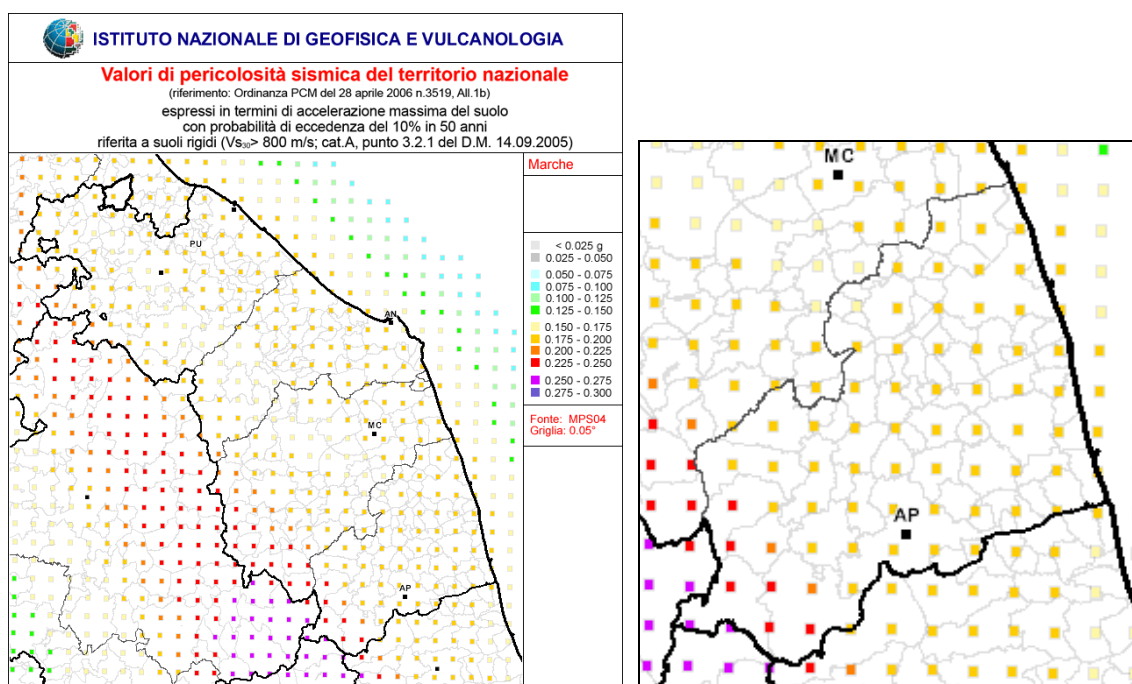 ISTITUTO NAZIONALE DI GEOFISICA E VULCANOLOGIA
Valori di pericolosità sismica del territorio nazionale
(riferimento: Ordinanza PCM del 28 aprile 2006 n.3519, All.1b)
espressi in termini di accelerazione massima del suolo
con probabilità di eccedenza del 10% in 50 anni
riferita a suoli rigidi (Vs₃₀> 800 m/s; cat.A, punto 3.2.1 del D.M. 14.09.2005)
Marche
PU
AN
MC
AP
< 0.025 g
0.025 - 0.050
0.050 - 0.075
0.075 - 0.100
0.100 - 0.125
0.125 - 0.150
0.150 - 0.175
0.175 - 0.200
0.200 - 0.225
0.225 - 0.250
0.250 - 0.275
0.275 - 0.300
Fonte: MPS04
Griglia: 0.05°
MC
AP